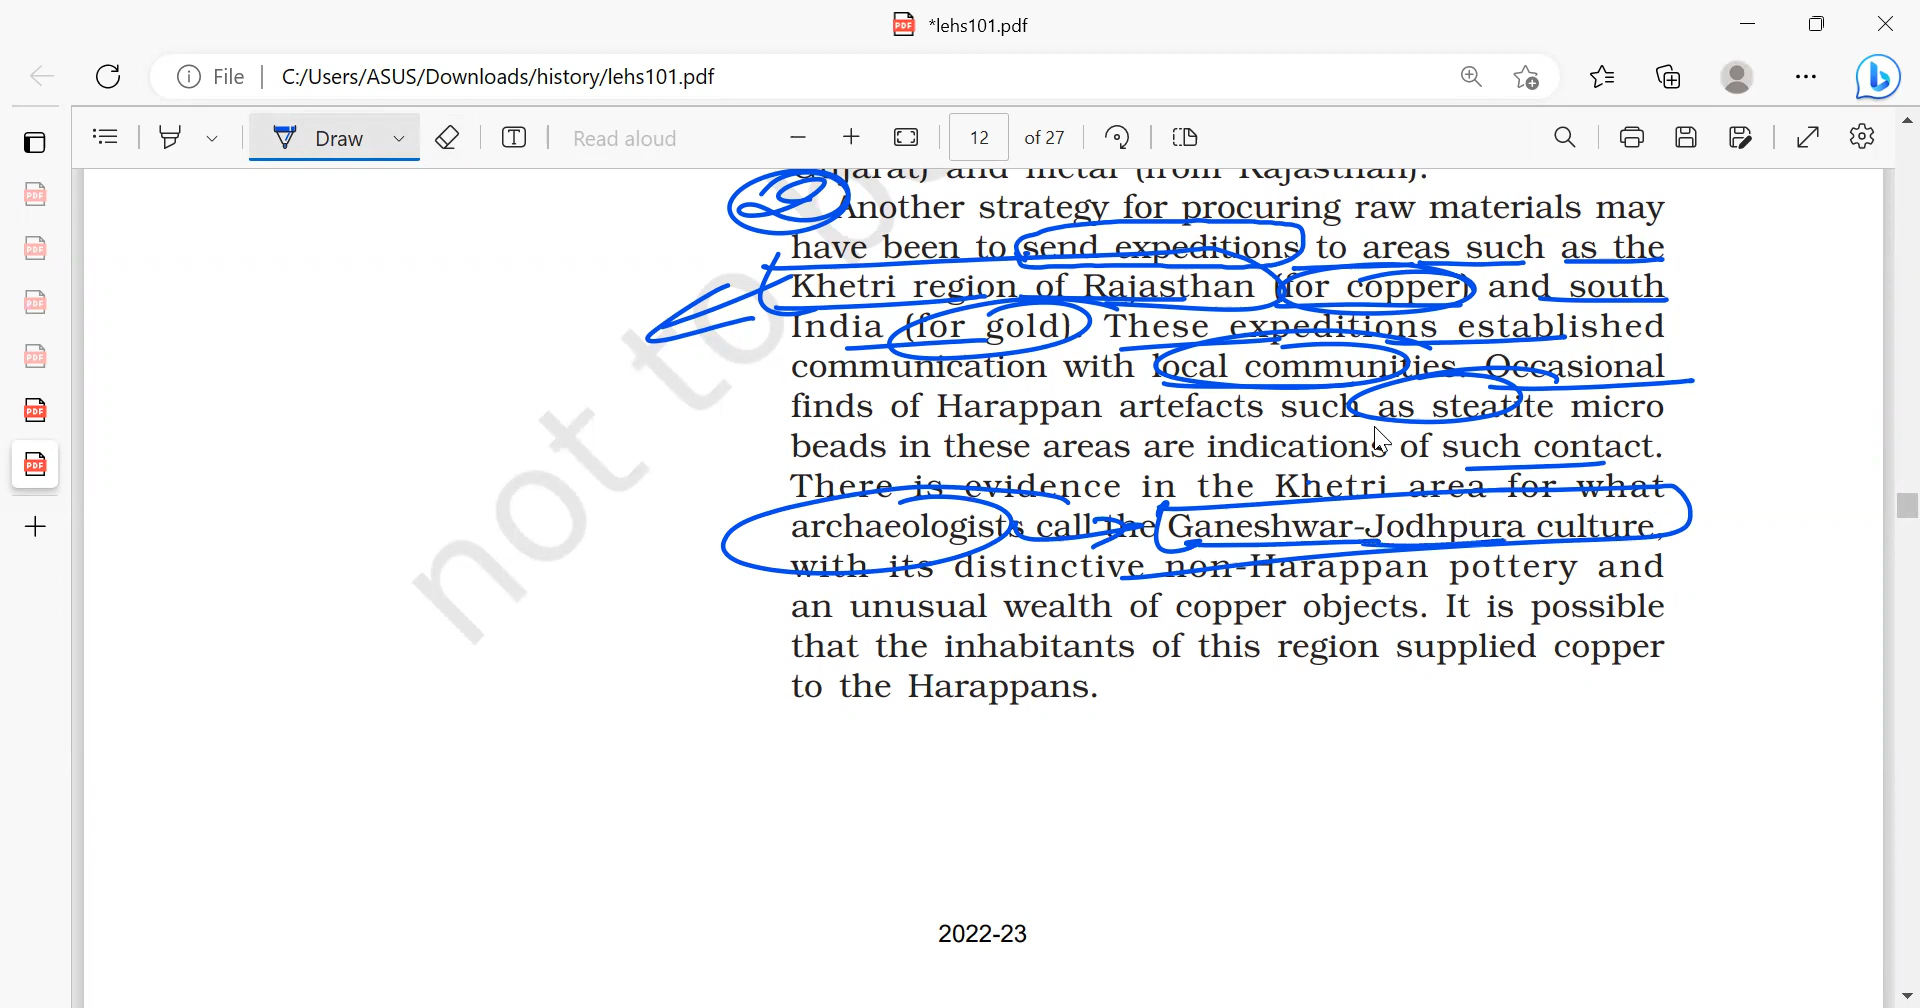 *lehs101.pdf
File C:/Users/ASUS/Downloads/history/lehs101.pdf
Draw Read aloud 12 of 27
Gujarat) and metal (from Rajasthan).
2
Another strategy for procuring raw materials may
have been to send expeditions to areas such as the
Khetri region of Rajasthan (for copper) and south
India (for gold). These expeditions established
communication with local communities. Occasional
finds of Harappan artefacts such as steatite micro
beads in these areas are indications of such contact.
There is evidence in the Khetri area for what
archaeologists call the Ganeshwar-Jodhpura culture,
with its distinctive non-Harappan pottery and
an unusual wealth of copper objects. It is possible
that the inhabitants of this region supplied copper
to the Harappans.
not to
2022-23